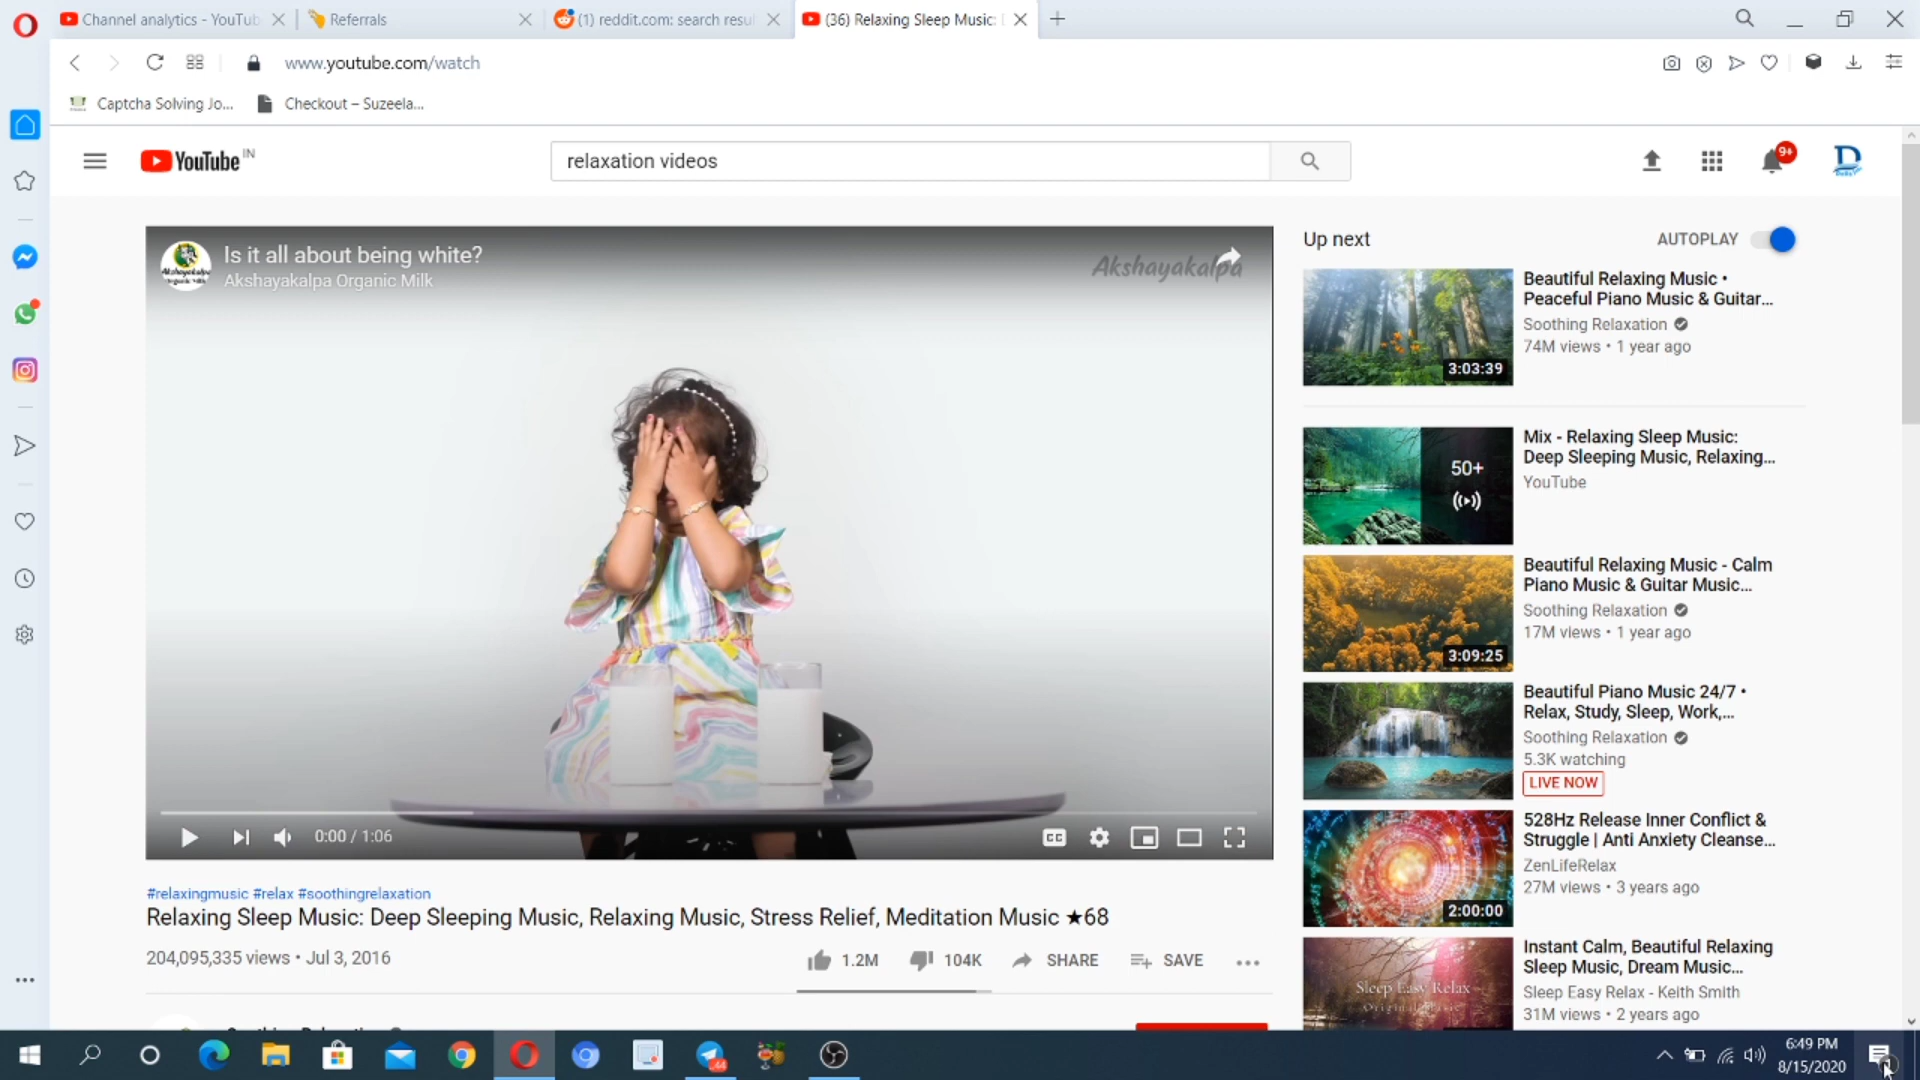 Channel analytics - YouTub
Referrals
(1) reddit.com: search resul
(36) Relaxing Sleep Music:
www.youtube.com/watch
Captcha Solving Jo...
Checkout – Suzeela...
YouTube IN
relaxation videos
9+
D
Is it all about being white?
Akshayakalpa Organic Milk
Akshayakalpa
0:00 / 1:06
CC
#relaxingmusic #relax #soothingrelaxation
Relaxing Sleep Music: Deep Sleeping Music, Relaxing Music, Stress Relief, Meditation Music ★68
204,095,335 views • Jul 3, 2016
1.2M
104K
SHARE
SAVE
Up next
AUTOPLAY
3:03:39
Beautiful Relaxing Music •
Peaceful Piano Music & Guitar...
Soothing Relaxation
74M views • 1 year ago
50+
Mix - Relaxing Sleep Music:
Deep Sleeping Music, Relaxing...
YouTube
3:09:25
Beautiful Relaxing Music - Calm
Piano Music & Guitar Music...
Soothing Relaxation
17M views • 1 year ago
Beautiful Piano Music 24/7 •
Relax, Study, Sleep, Work,...
Soothing Relaxation
5.3K watching
LIVE NOW
2:00:00
528Hz Release Inner Conflict &
Struggle | Anti Anxiety Cleanse...
ZenLifeRelax
27M views • 3 years ago
Sleep Easy Relax
Original Music
Instant Calm, Beautiful Relaxing
Sleep Music, Dream Music...
Sleep Easy Relax - Keith Smith
31M views • 2 years ago
6:49 PM
8/15/2020